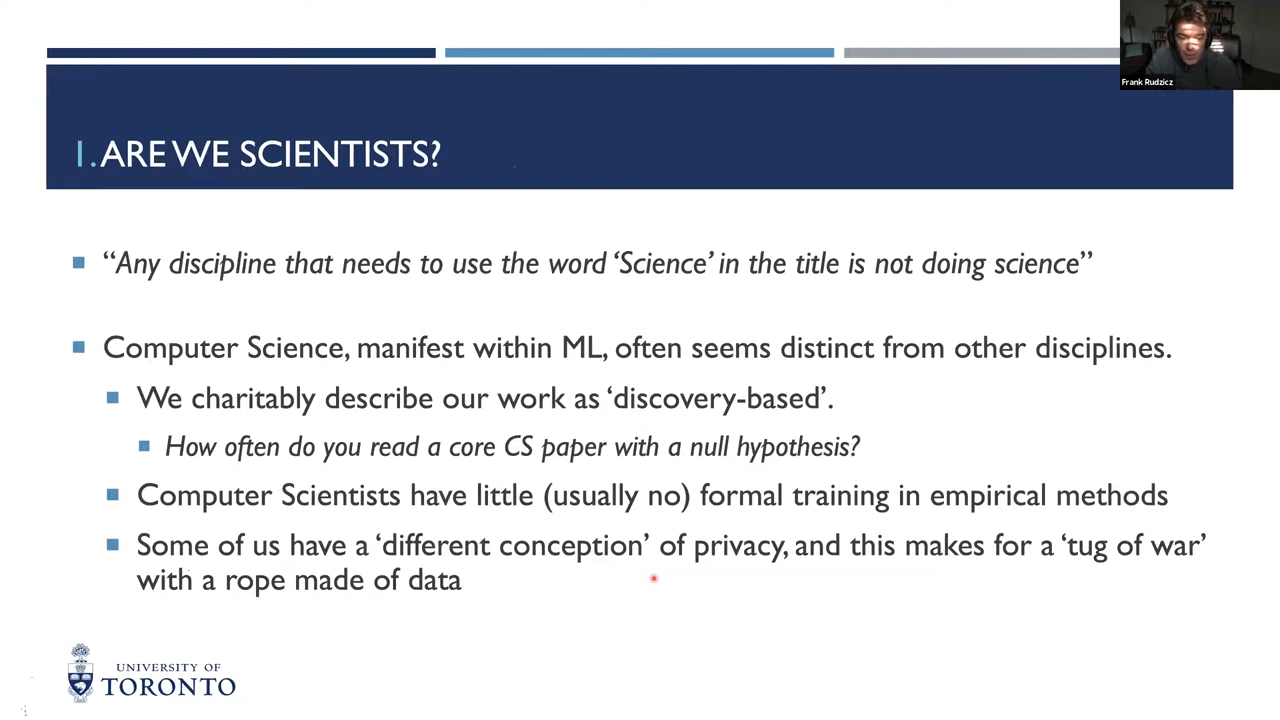 Frank Rudzicz
1. ARE WE SCIENTISTS?
“Any discipline that needs to use the word ‘Science’ in the title is not doing science”
Computer Science, manifest within ML, often seems distinct from other disciplines.
We charitably describe our work as ‘discovery-based’.
How often do you read a core CS paper with a null hypothesis?
Computer Scientists have little (usually no) formal training in empirical methods
Some of us have a ‘different conception’ of privacy, and this makes for a ‘tug of war’
with a rope made of data
UNIVERSITY OF
TORONTO